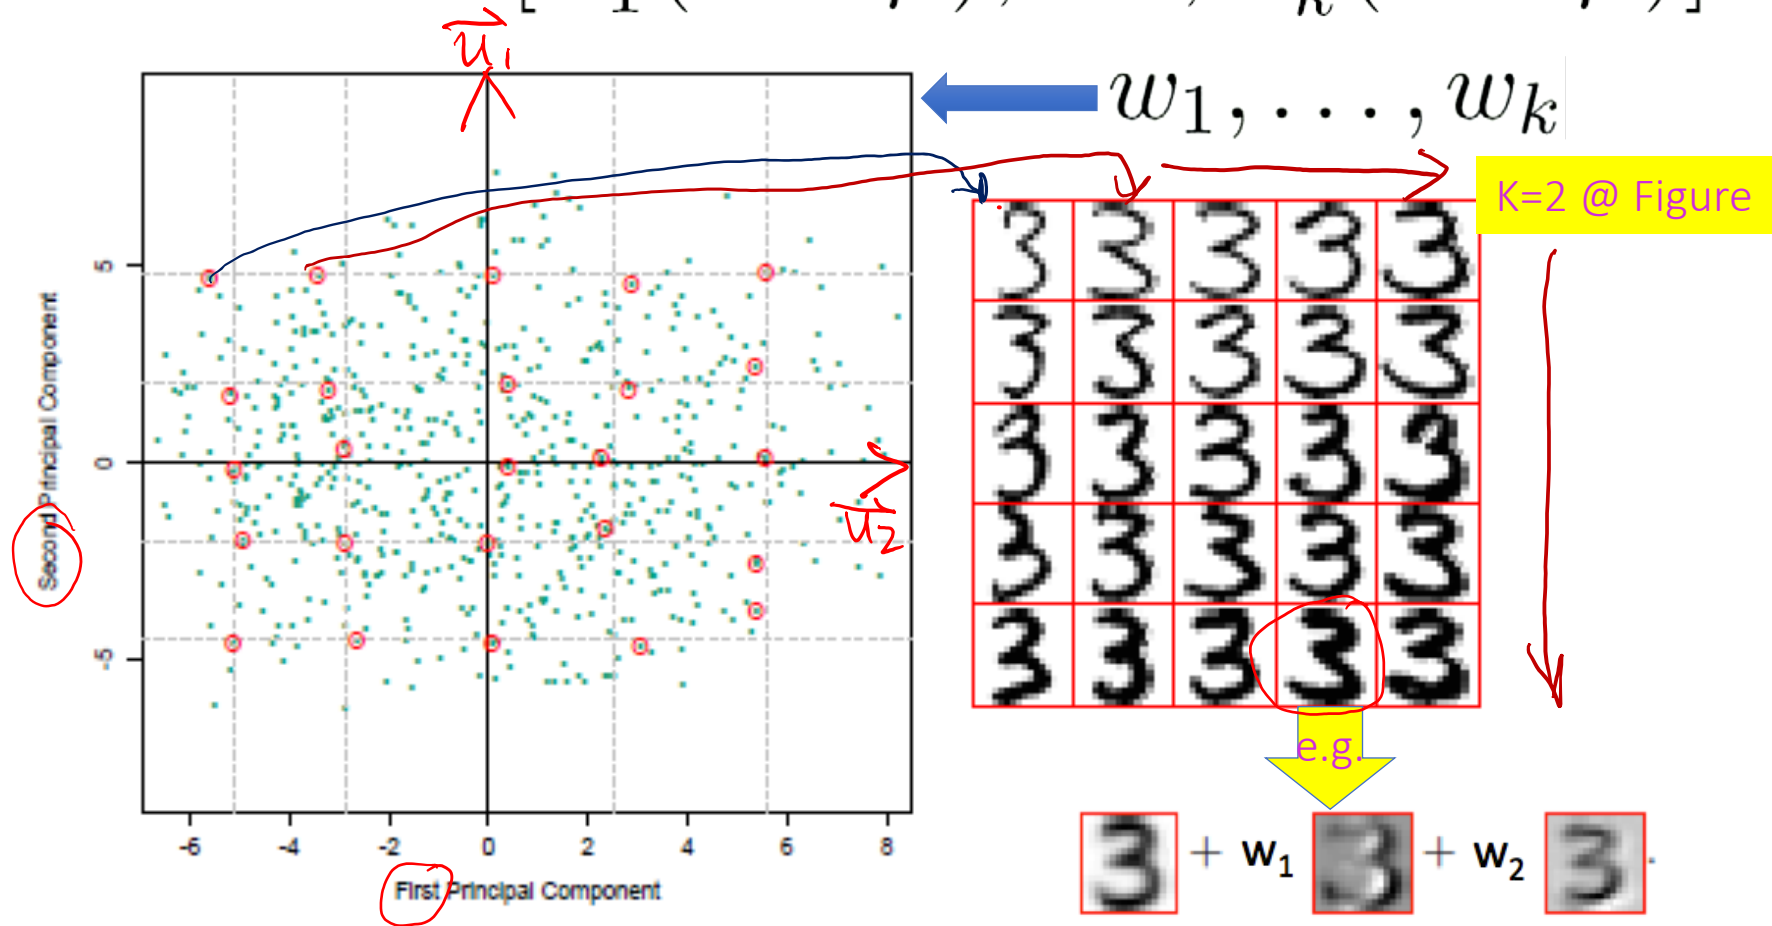 u₁
w₁, . . . , wₖ
K=2 @ Figure
5
0
-5
Second Principal Component
u₂
-6 -4 -2 0 2 4 6 8
First Principal Component
e.g.
+ w₁ + w₂ .